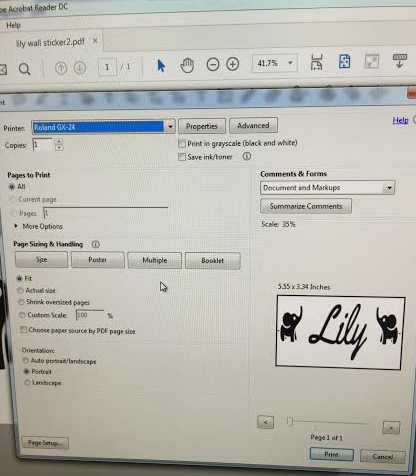 be Acrobat Reader DC
Help
lily wall sticker2.pdf ×
1 / 1 41.7%
Printer: Roland GX-24 Properties Advanced Help
Copies: 1 Print in grayscale (black and white)
Save ink/toner
Pages to Print
All
Current page
Pages 1
More Options
Comments & Forms
Document and Markups
Summarize Comments
Scale: 35%
Page Sizing & Handling
Size Poster Multiple Booklet
Fit
Actual size
Shrink oversized pages
Custom Scale: 100 %
Choose paper source by PDF page size
Orientation:
Auto portrait/landscape
Portrait
Landscape
5.55 x 3.34 Inches
Lily
< >
Page 1 of 1
Page Setup... Print Cancel